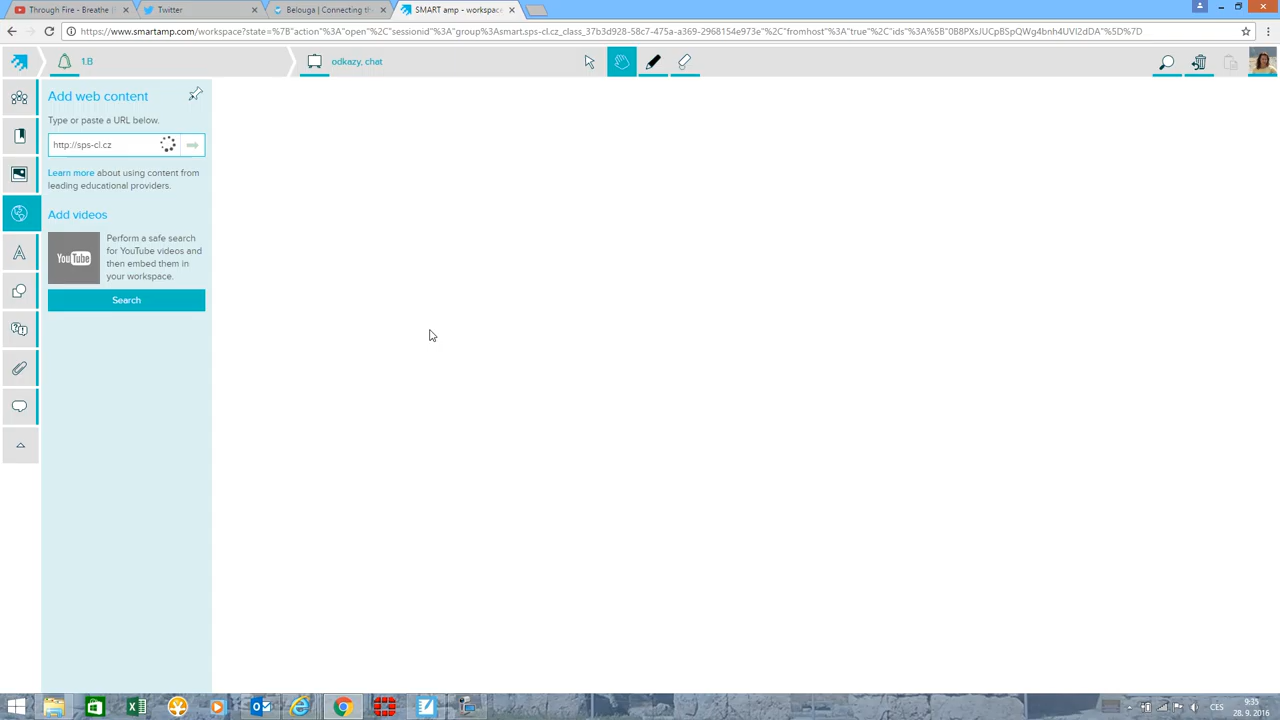 Through Fire - Breathe (
Twitter
Belouga | Connecting th
SMART amp - workspace
https://www.smartamp.com/workspace?state=%7B"action"%3A"open"%2C"sessionid"%3A"group%3Asmart.sps-cl.cz_class_37b3d928-58c7-475a-a369-2968154e973e"%2C"fromhost"%3A"true"%2C"ids"%3A%5B"0B8PXsJUCpBSpQWg4bnh4UVl2dDA"%5D%7D
1.B
odkazy, chat
Add web content
Type or paste a URL below.
http://sps-cl.cz
Learn more about using content from
leading educational providers.
Add videos
You Tube
Perform a safe search
for YouTube videos and
then embed them in
your workspace.
Search
CES
9:35
28. 9. 2016